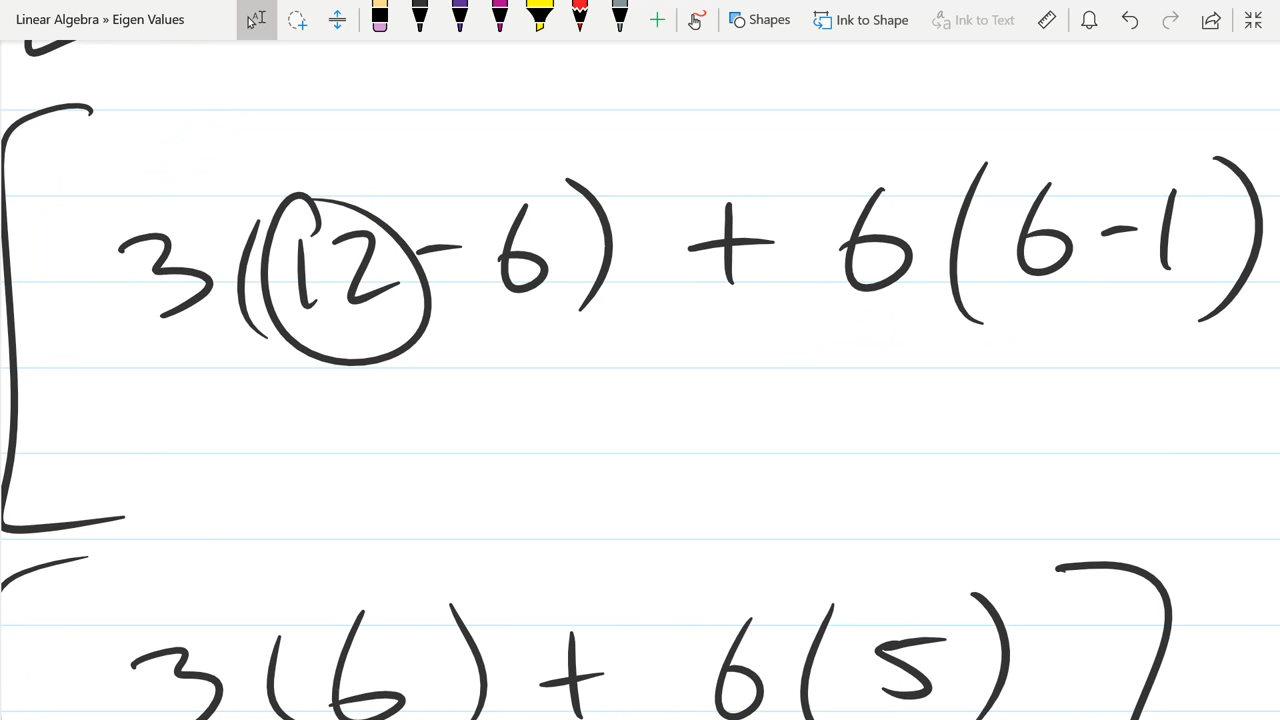 Linear Algebra » Eigen Values Shapes Ink to Shape Ink to Text
3(12 - 6) + 6(6 - 1)
3(6) + 6(5)